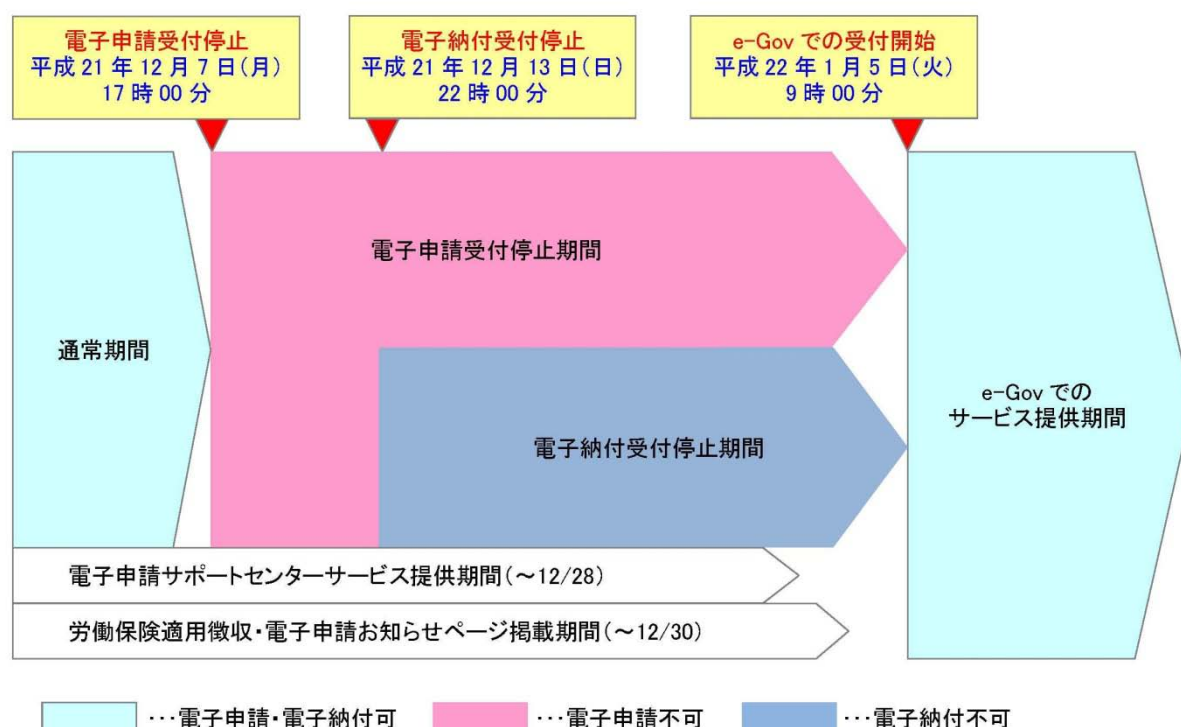 電子申請受付停止
平成21年12月7日(月)
17時00分
電子納付受付停止
平成21年12月13日(日)
22時00分
e-Govでの受付開始
平成22年1月5日(火)
9時00分
通常期間
電子申請受付停止期間
電子納付受付停止期間
e-Govでの
サービス提供期間
電子申請サポートセンターサービス提供期間(~12/28)
労働保険適用徴収・電子申請お知らせページ掲載期間(~12/30)
…電子申請・電子納付可
…電子申請不可
…電子納付不可